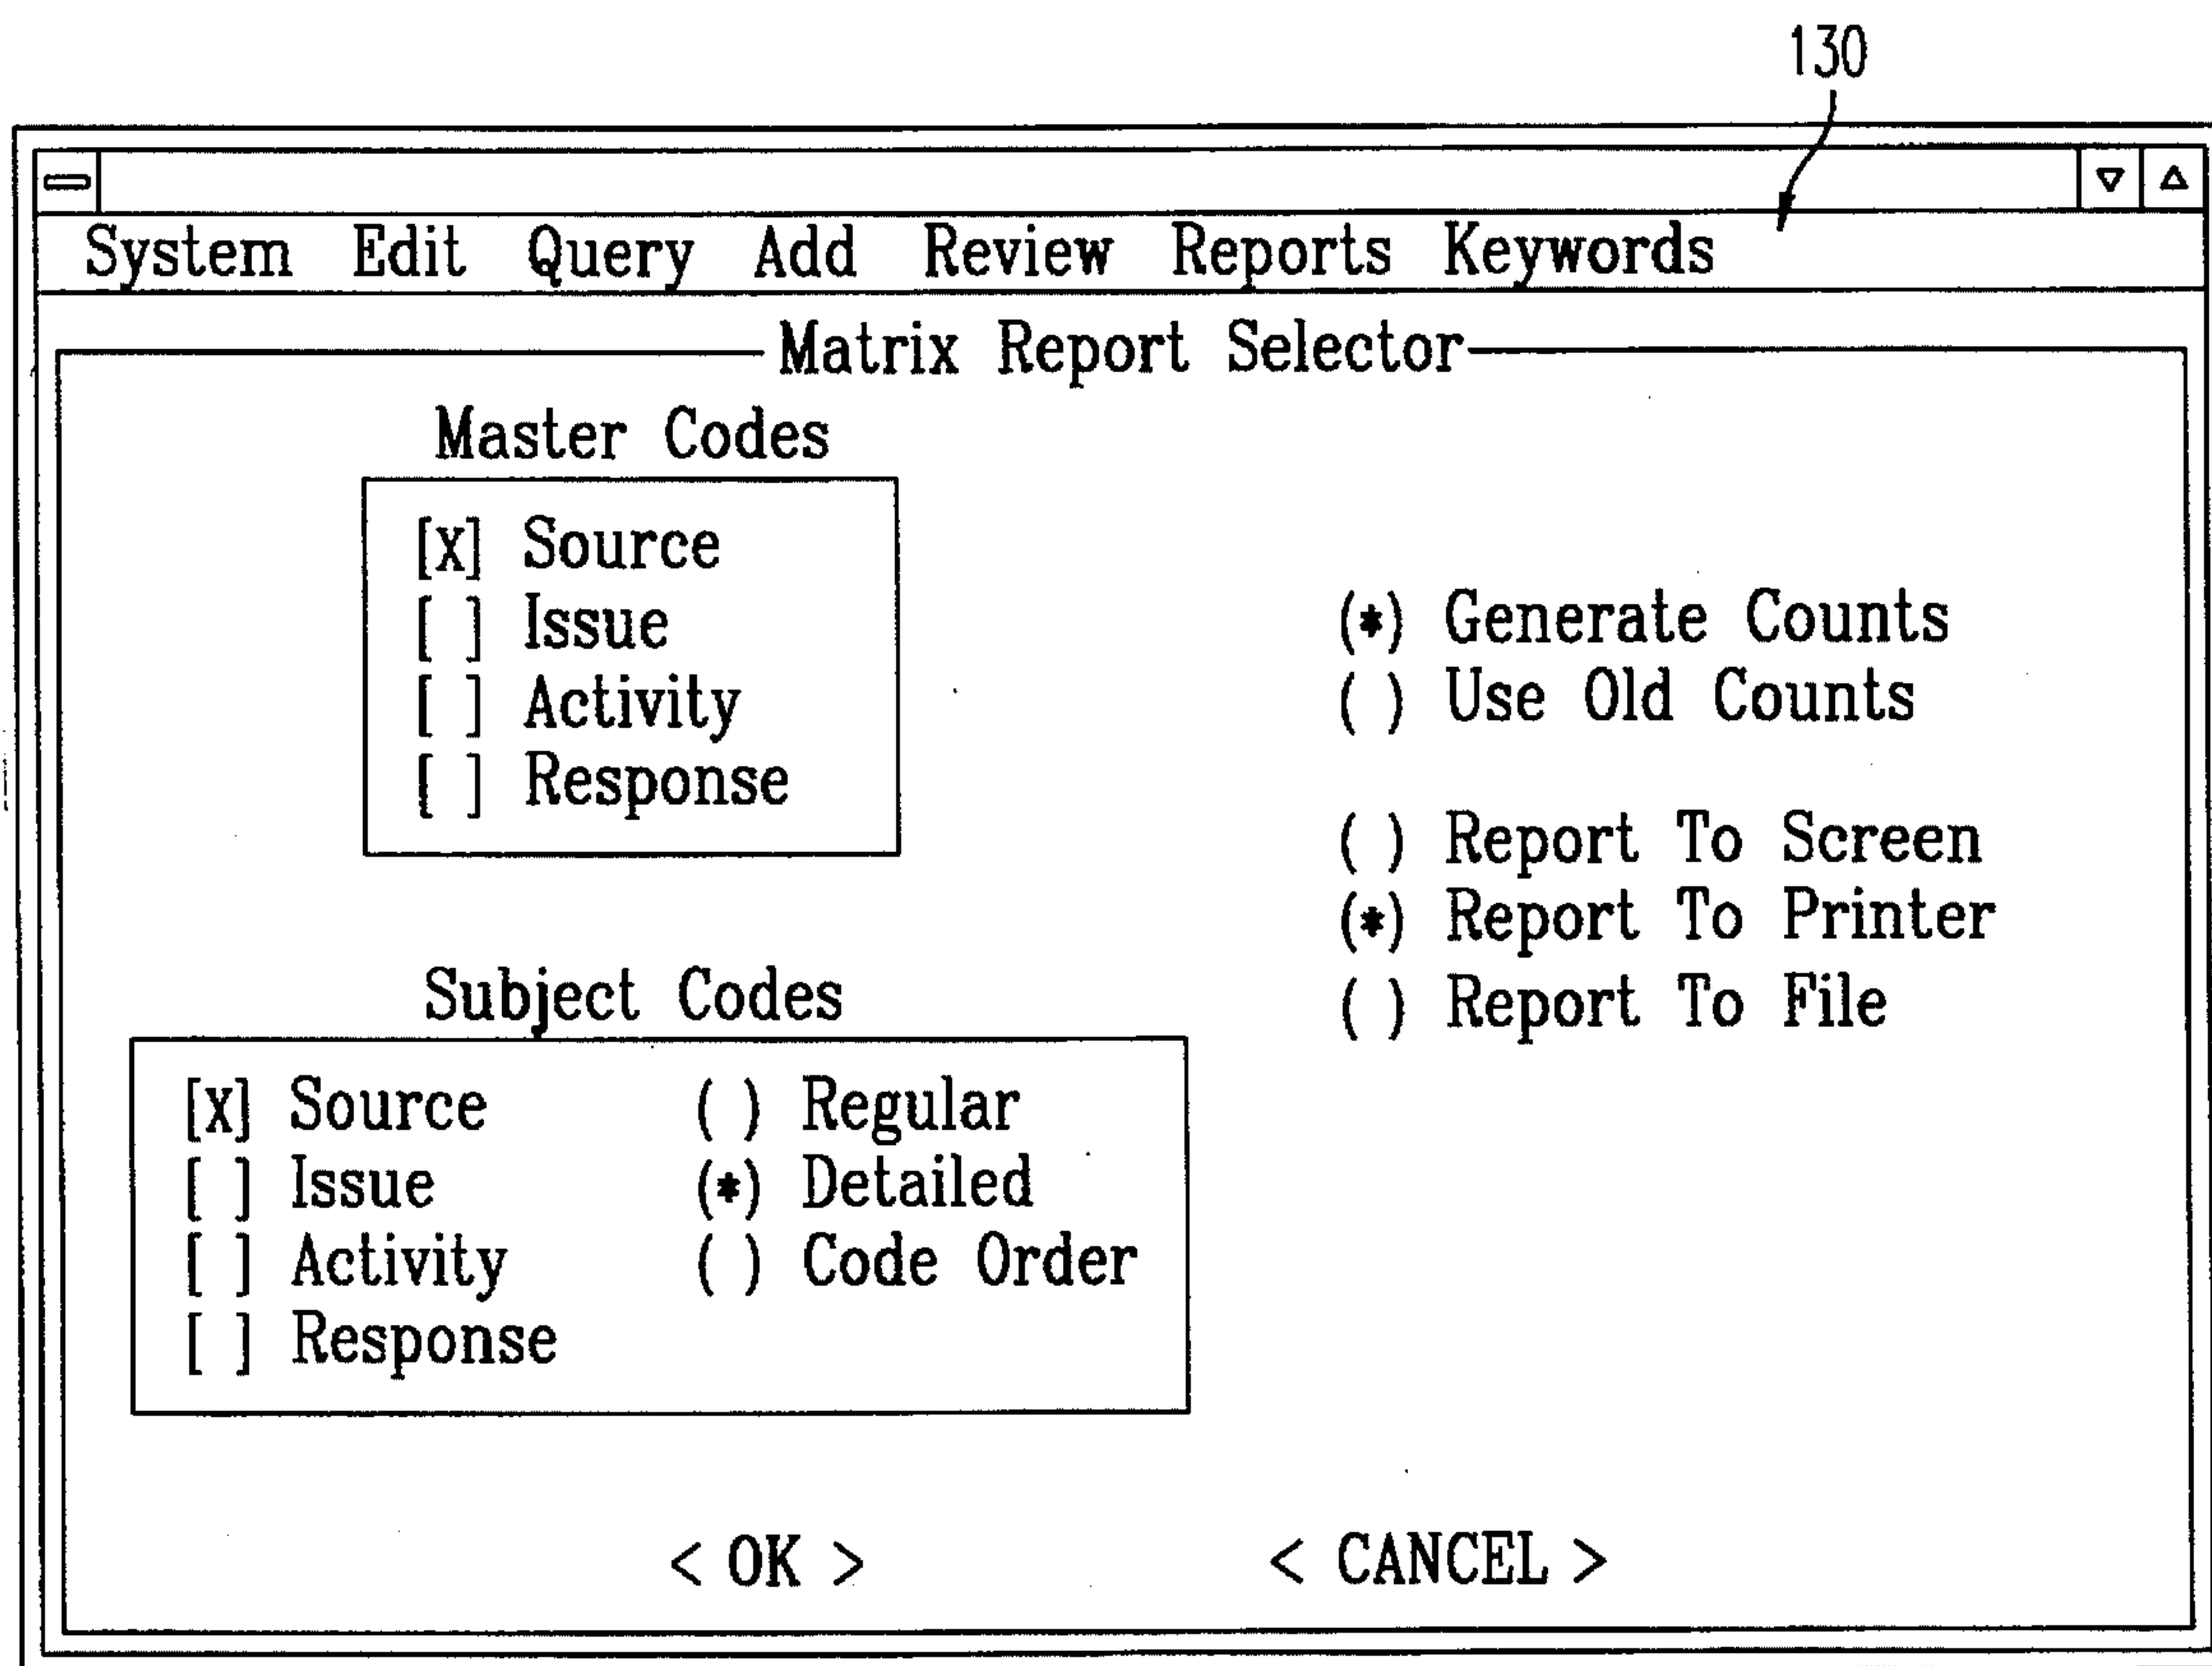 130
System Edit Query Add Review Reports Keywords
Matrix Report Selector
Master Codes
[X] Source
[ ] Issue
[ ] Activity
[ ] Response
(*) Generate Counts
( ) Use Old Counts
( ) Report To Screen
(*) Report To Printer
( ) Report To File
Subject Codes
[X] Source ( ) Regular
[ ] Issue (*) Detailed
[ ] Activity ( ) Code Order
[ ] Response
< OK > < CANCEL >